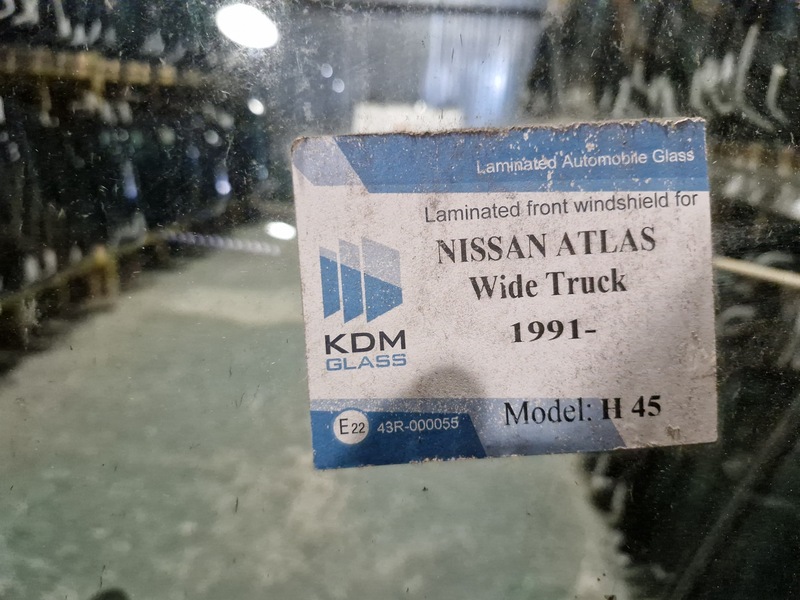 Laminated Automobile Glass
Laminated front windshield for
NISSAN ATLAS
Wide Truck
1991-
KDM
GLASS
Model: H 45
E22 43R-000055